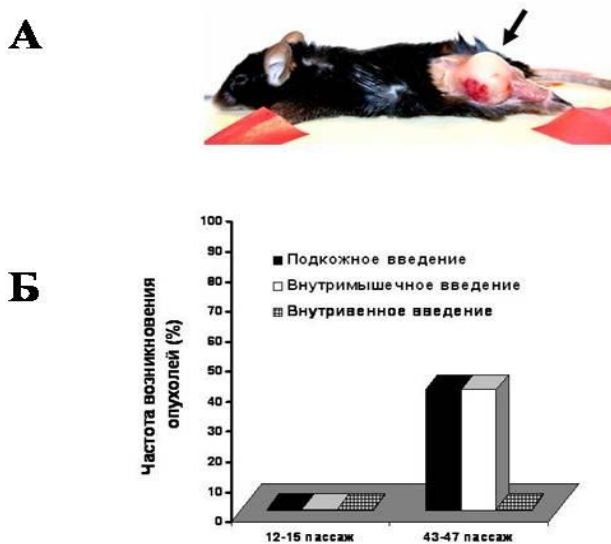 А
Б
Частота возникновения
опухолей (%)
100
90
80
70
60
50
40
30
20
10
0
Подкожное введение
Внутримышечное введение
Внутривенное введение
12-15 пассаж
43-47 пассаж